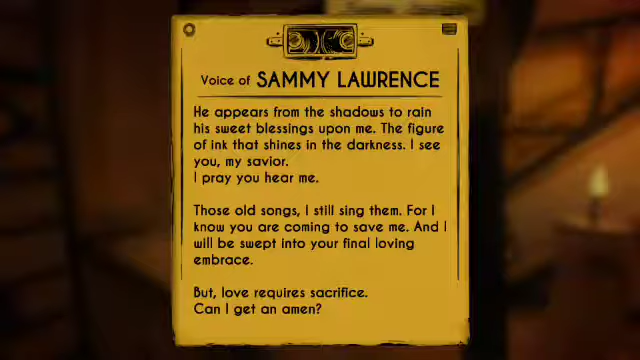 Voice of SAMMY LAWRENCE
He appears from the shadows to rain
his sweet blessings upon me. The figure
of ink that shines in the darkness. I see
you, my savior.
I pray you hear me.
Those old songs, I still sing them. For I
know you are coming to save me. And I
will be swept into your final loving
embrace.
But, love requires sacrifice.
Can I get an amen?